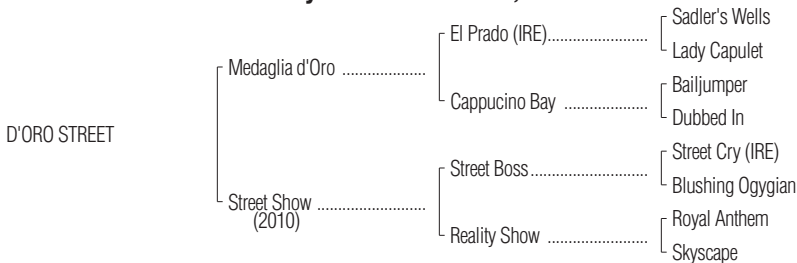 Sadler's Wells
El Prado (IRE)......................
Lady Capulet
Medaglia d'Oro ....................
Bailjumper
Cappucino Bay ....................
Dubbed In
D'ORO STREET
Street Cry (IRE)
Street Boss............................
Blushing Ogygian
Street Show ..........................
(2010)
Royal Anthem
Reality Show ........................
Skyscape